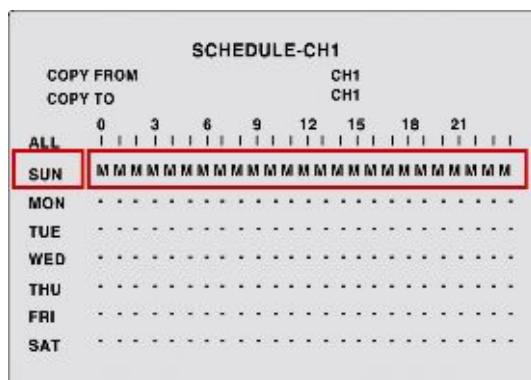 SCHEDULE-CH1
COPY FROM CH1
COPY TO CH1
0 3 6 9 12 15 18 21
ALL I I I I I I I I I I I I I I I I I I I I I I I I
SUN M M M M M M M M M M M M M M M M M M M M M M M M
MON - - - - - - - - - - - - - - - - - - - - - - - -
TUE - - - - - - - - - - - - - - - - - - - - - - - -
WED - - - - - - - - - - - - - - - - - - - - - - - -
THU - - - - - - - - - - - - - - - - - - - - - - - -
FRI - - - - - - - - - - - - - - - - - - - - - - - -
SAT - - - - - - - - - - - - - - - - - - - - - - - -